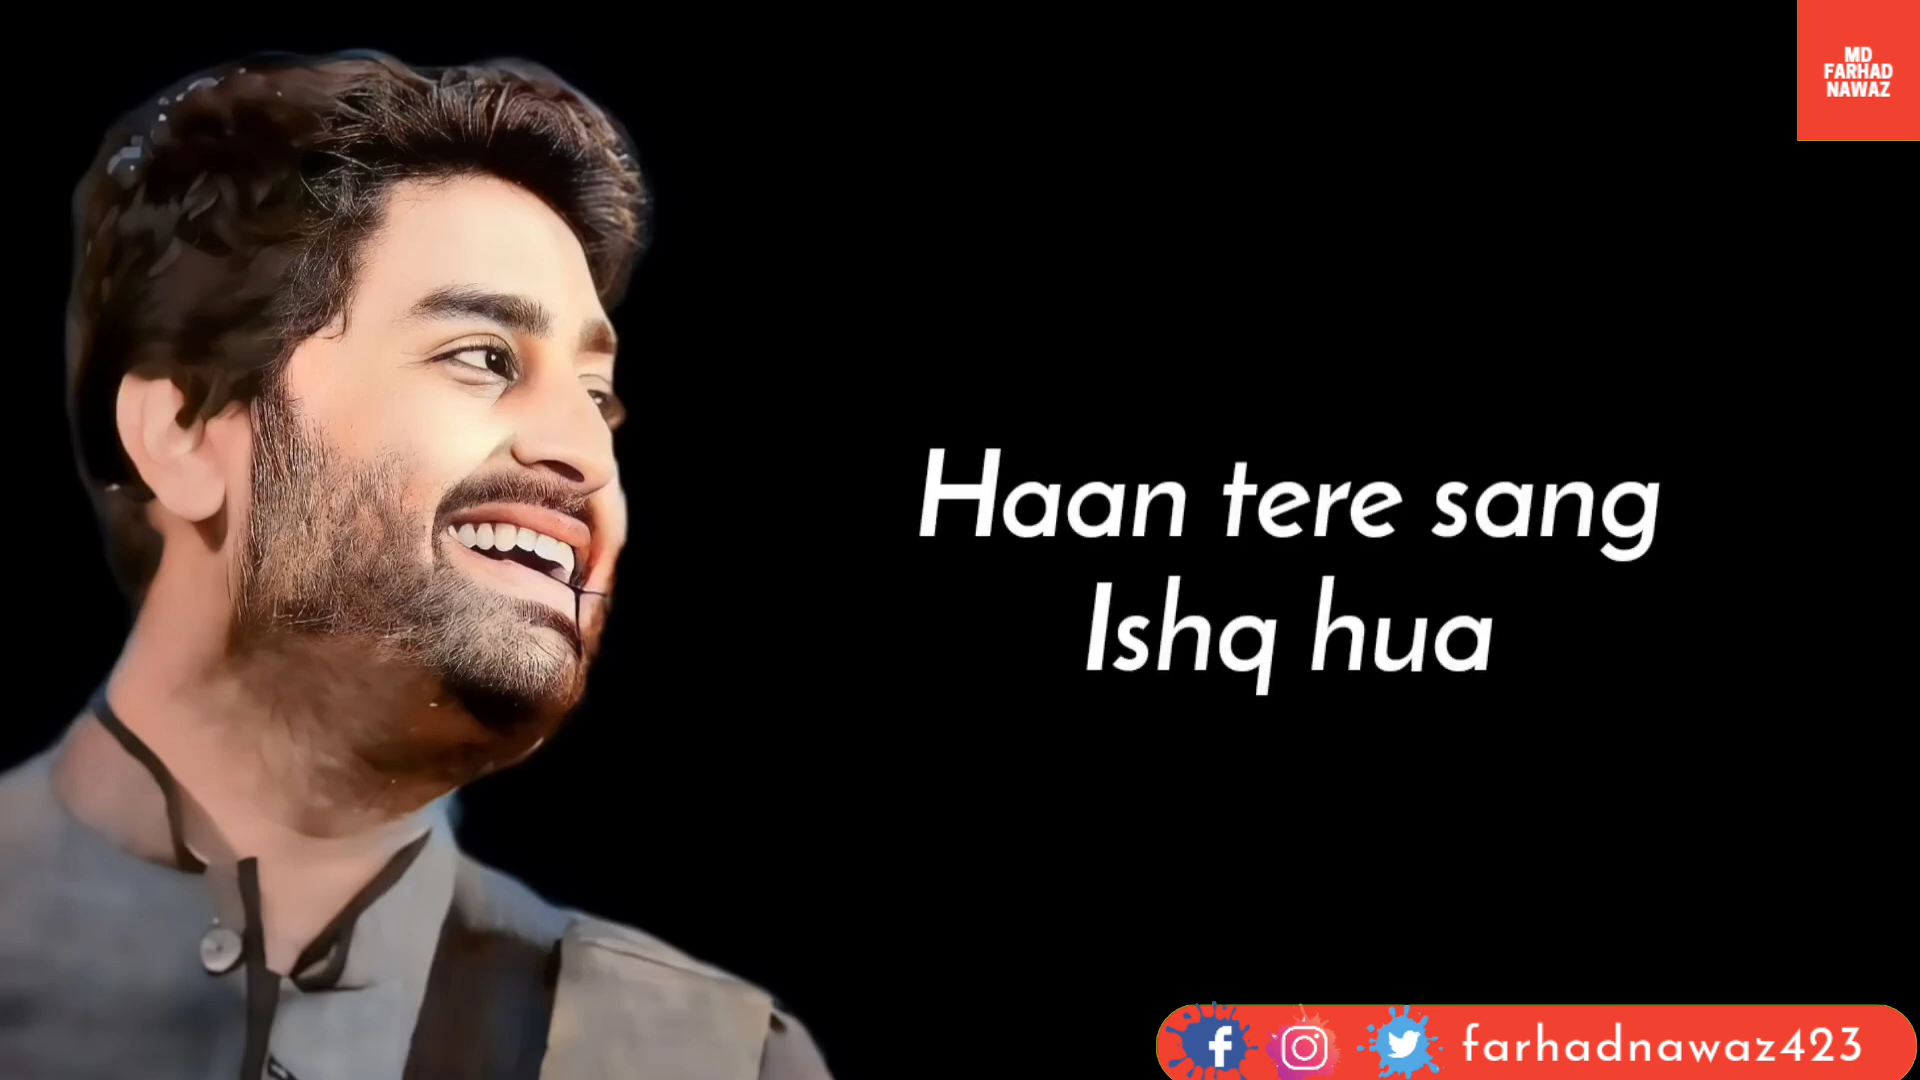 MD
FARHAD
NAWAZ
Haan tere sang
Ishq hua
farhadnawaz423